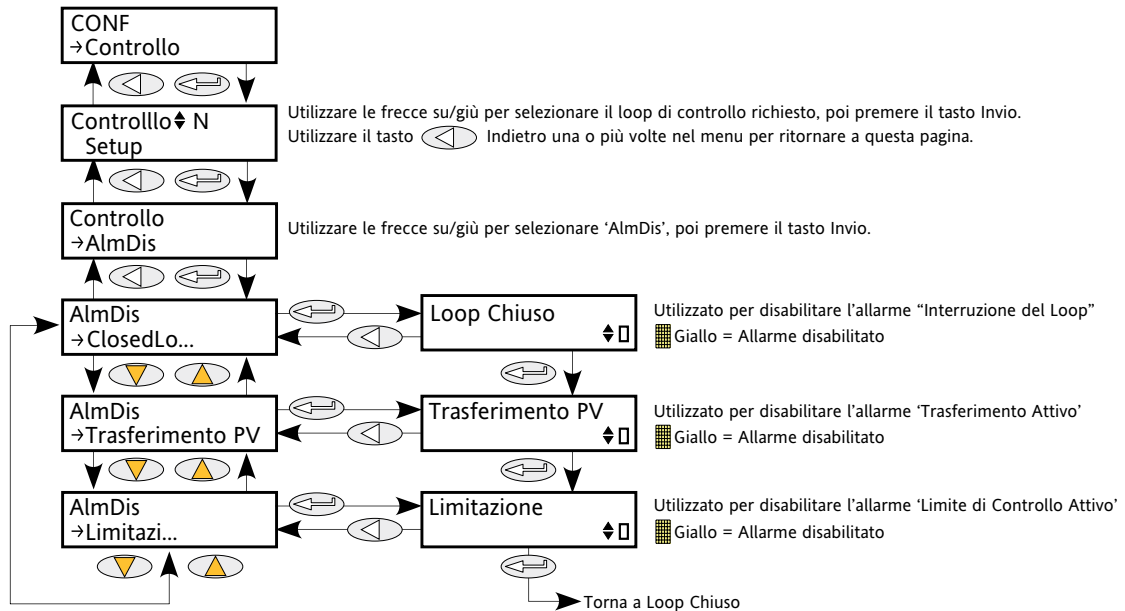 CONF
→Controllo
Controlllo N
Setup
Utilizzare le frecce su/giù per selezionare il loop di controllo richiesto, poi premere il tasto Invio.
Utilizzare il tasto Indietro una o più volte nel menu per ritornare a questa pagina.
Controllo
→AlmDis
Utilizzare le frecce su/giù per selezionare ‘AlmDis’, poi premere il tasto Invio.
AlmDis
→ClosedLo...
Loop Chiuso
Utilizzato per disabilitare l’allarme “Interruzione del Loop”
Giallo = Allarme disabilitato
AlmDis
→Trasferimento PV
Trasferimento PV
Utilizzato per disabilitare l’allarme ‘Trasferimento Attivo’
Giallo = Allarme disabilitato
AlmDis
→Limitazi...
Limitazione
Utilizzato per disabilitare l’allarme ‘Limite di Controllo Attivo’
Giallo = Allarme disabilitato
Torna a Loop Chiuso